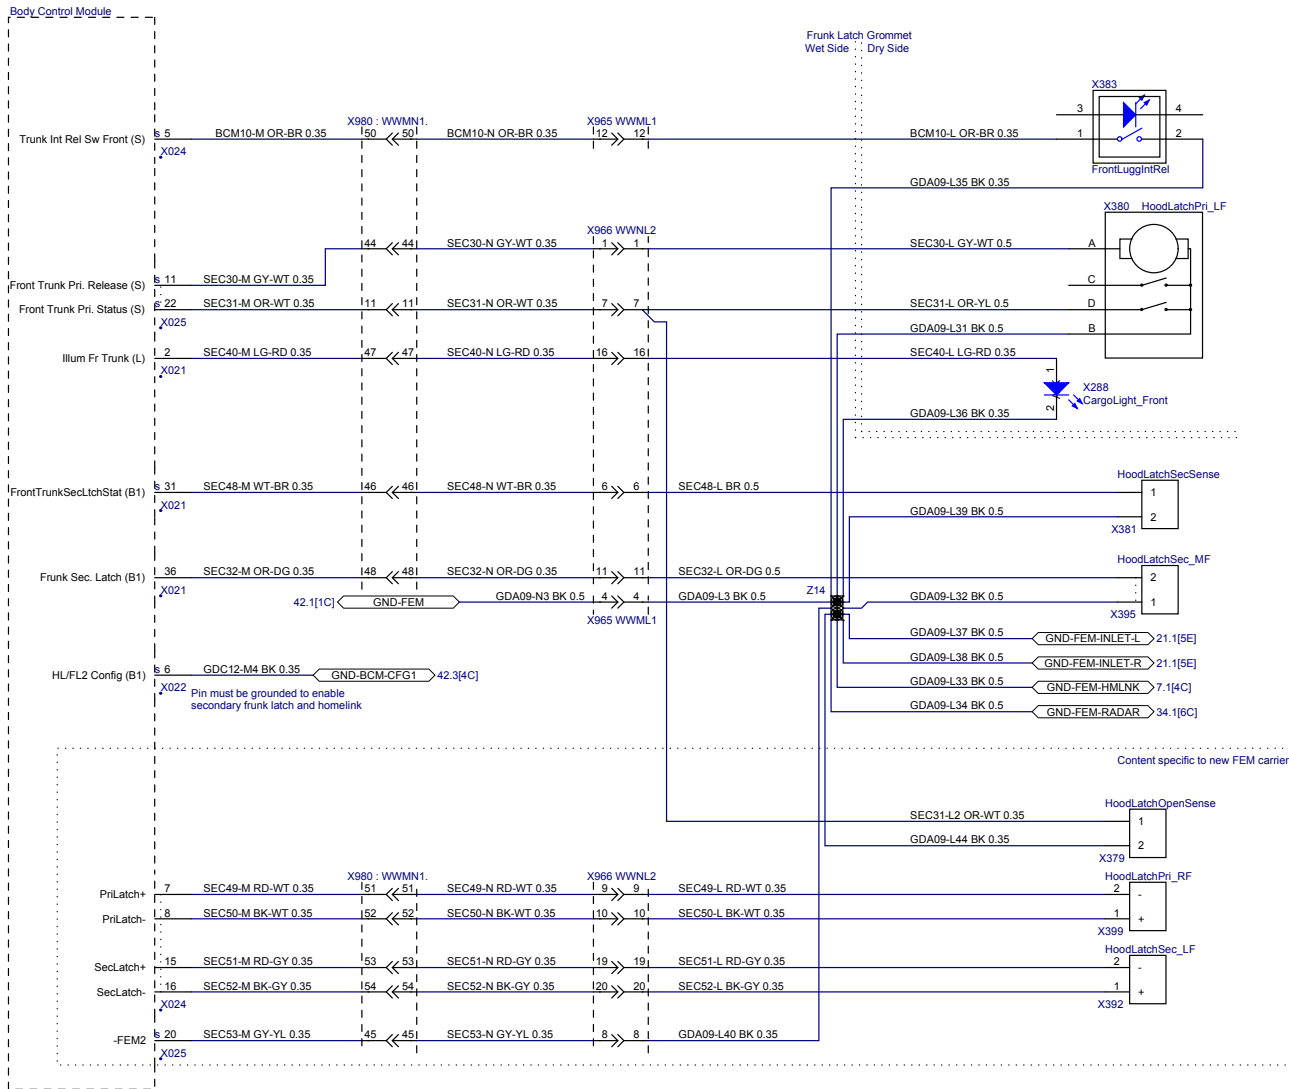 Body Control Module
Frunk Latch Grommet
Wet Side Dry Side
X383
3 4
X980 : WWMN1. X965 WWML1
Trunk Int Rel Sw Front (S) s 5 BCM10-M OR-BR 0.35 50 50 BCM10-N OR-BR 0.35 12 12 BCM10-L OR-BR 0.35 1 2
X024
FrontLuggIntRel
GDA09-L35 BK 0.35
X380 HoodLatchPri_LF
X966 WWNL2
44 44 SEC30-N GY-WT 0.35 1 1 SEC30-L GY-WT 0.5 A
Front Trunk Pri. Release (S) s 11 SEC30-M GY-WT 0.35 C
Front Trunk Pri. Status (S) s 22 SEC31-M OR-WT 0.35 11 11 SEC31-N OR-WT 0.35 7 7 SEC31-L OR-YL 0.5 D
X025
GDA09-L31 BK 0.5 B
Illum Fr Trunk (L) 2 SEC40-M LG-RD 0.35 47 47 SEC40-N LG-RD 0.35 16 16 SEC40-L LG-RD 0.35
X021
1
X288
CargoLight_Front
2
GDA09-L36 BK 0.35
HoodLatchSecSense
FrontTrunkSecLtchStat (B1) s 31 SEC48-M WT-BR 0.35 46 46 SEC48-N WT-BR 0.35 6 6 SEC48-L BR 0.5 1
X021
GDA09-L39 BK 0.5 2
X381
HoodLatchSec_MF
Frunk Sec. Latch (B1) 36 SEC32-M OR-DG 0.35 48 48 SEC32-N OR-DG 0.35 11 11 SEC32-L OR-DG 0.5 2
X021
Z14
42.1[1C] GND-FEM GDA09-N3 BK 0.5 4 4 GDA09-L3 BK 0.5 GDA09-L32 BK 0.5 1
X965 WWML1
X395
GDA09-L37 BK 0.5 GND-FEM-INLET-L 21.1[5E]
GDA09-L38 BK 0.5 GND-FEM-INLET-R 21.1[5E]
HL/FL2 Config (B1) s 6 GDC12-M4 BK 0.35 GND-BCM-CFG1 42.3[4C]
X022
GDA09-L33 BK 0.5 GND-FEM-HMLNK 7.1[4C]
Pin must be grounded to enable
secondary frunk latch and homelink
GDA09-L34 BK 0.5 GND-FEM-RADAR 34.1[6C]
Content specific to new FEM carrier
HoodLatchOpenSense
SEC31-L2 OR-WT 0.35 1
GDA09-L44 BK 0.35 2
X379
X980 : WWMN1. X966 WWNL2 HoodLatchPri_RF
PriLatch+ 7 SEC49-M RD-WT 0.35 51 51 SEC49-N RD-WT 0.35 9 9 SEC49-L RD-WT 0.35 2 -
PriLatch- 8 SEC50-M BK-WT 0.35 52 52 SEC50-N BK-WT 0.35 10 10 SEC50-L BK-WT 0.35 1 +
X399
HoodLatchSec_LF
SecLatch+ 15 SEC51-M RD-GY 0.35 53 53 SEC51-N RD-GY 0.35 19 19 SEC51-L RD-GY 0.35 2 -
SecLatch- 16 SEC52-M BK-GY 0.35 54 54 SEC52-N BK-GY 0.35 20 20 SEC52-L BK-GY 0.35 1 +
X024
X392
-FEM2 s 20 SEC53-M GY-YL 0.35 45 45 SEC53-N GY-YL 0.35 8 8 GDA09-L40 BK 0.35
X025